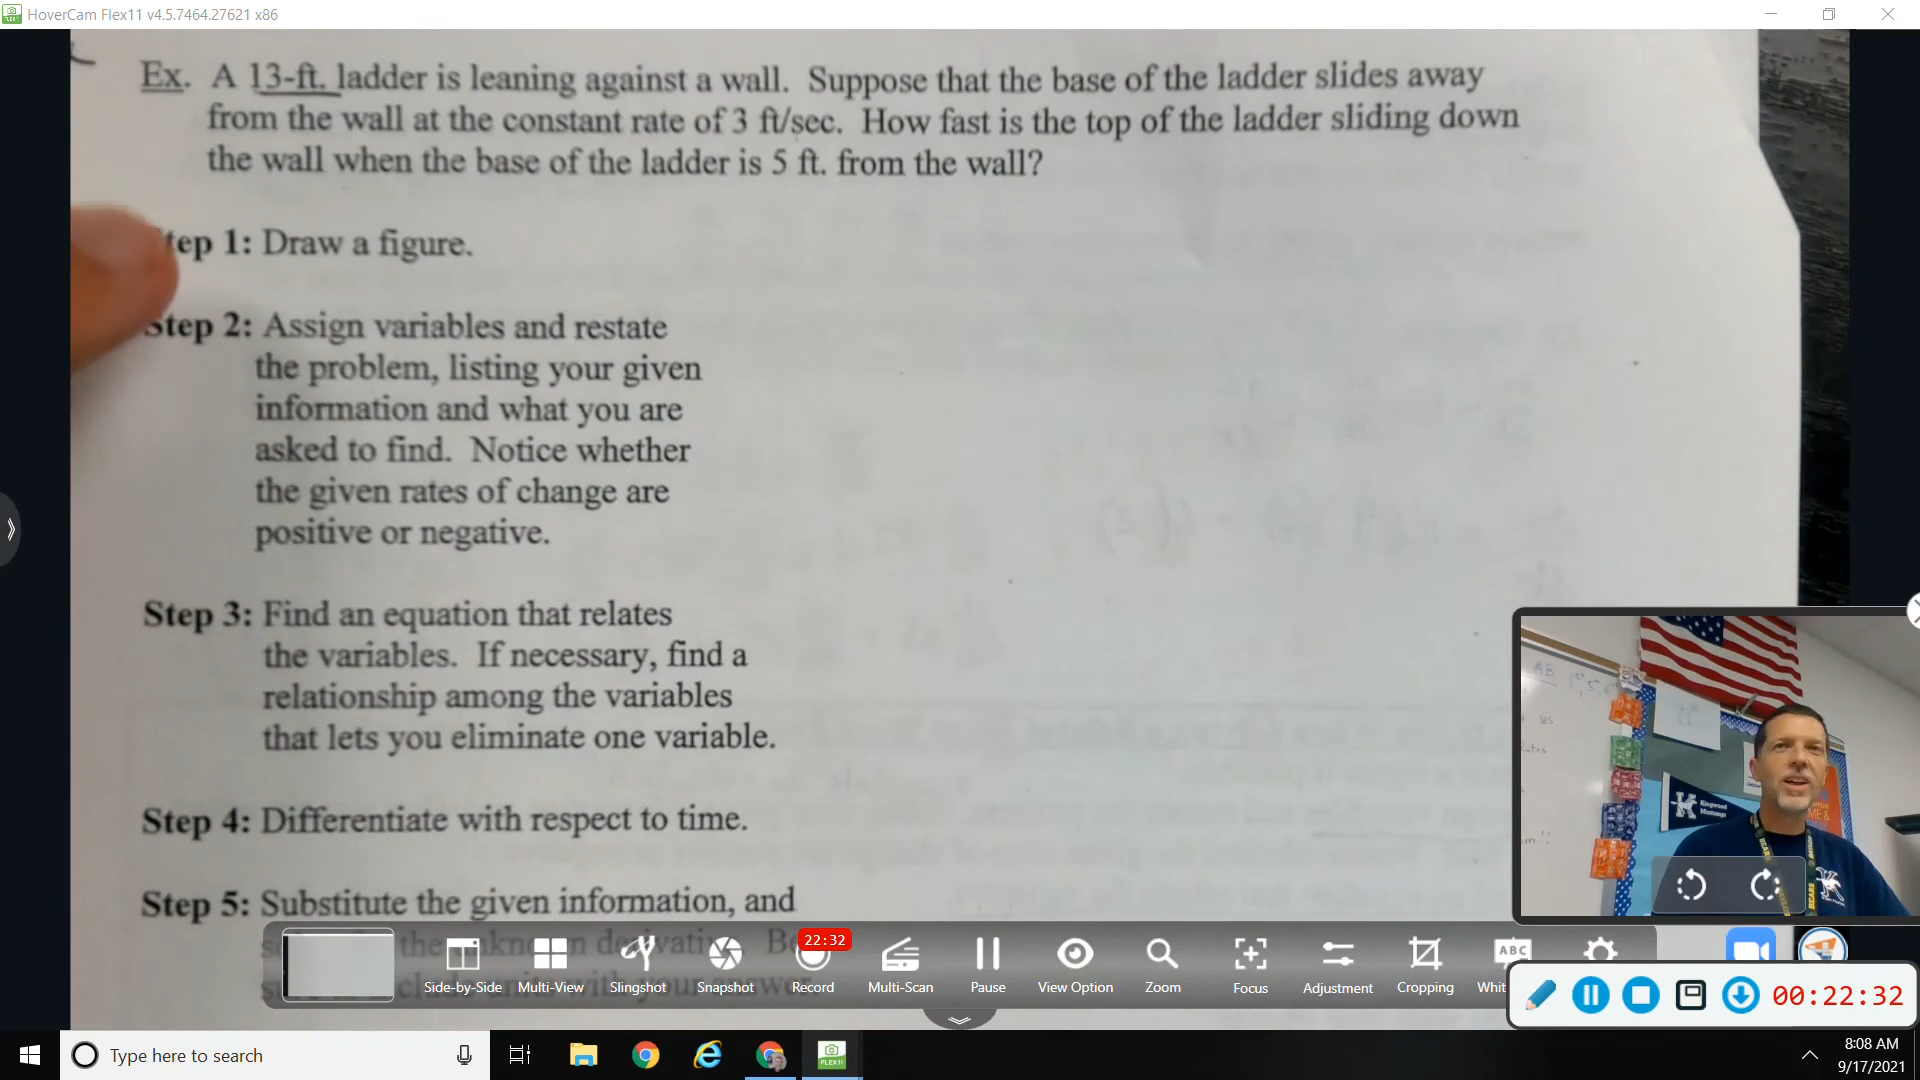 HoverCam Flex11 v4.5.7464.27621 x86
Ex. A 13-ft. ladder is leaning against a wall. Suppose that the base of the ladder slides away
from the wall at the constant rate of 3 ft/sec. How fast is the top of the ladder sliding down
the wall when the base of the ladder is 5 ft. from the wall?
tep 1: Draw a figure.
Step 2: Assign variables and restate
the problem, listing your given
information and what you are
asked to find. Notice whether
the given rates of change are
positive or negative.
Step 3: Find an equation that relates
the variables. If necessary, find a
relationship among the variables
that lets you eliminate one variable.
Step 4: Differentiate with respect to time.
Step 5: Substitute the given information, and
AB
Kingwood
Mustangs
BEARS
22:32
ABC
Side-by-Side Multi-View Slingshot Snapshot Record Multi-Scan Pause View Option Zoom Focus Adjustment Cropping Whit
00:22:32
Type here to search
FLEX11
8:08 AM
9/17/2021